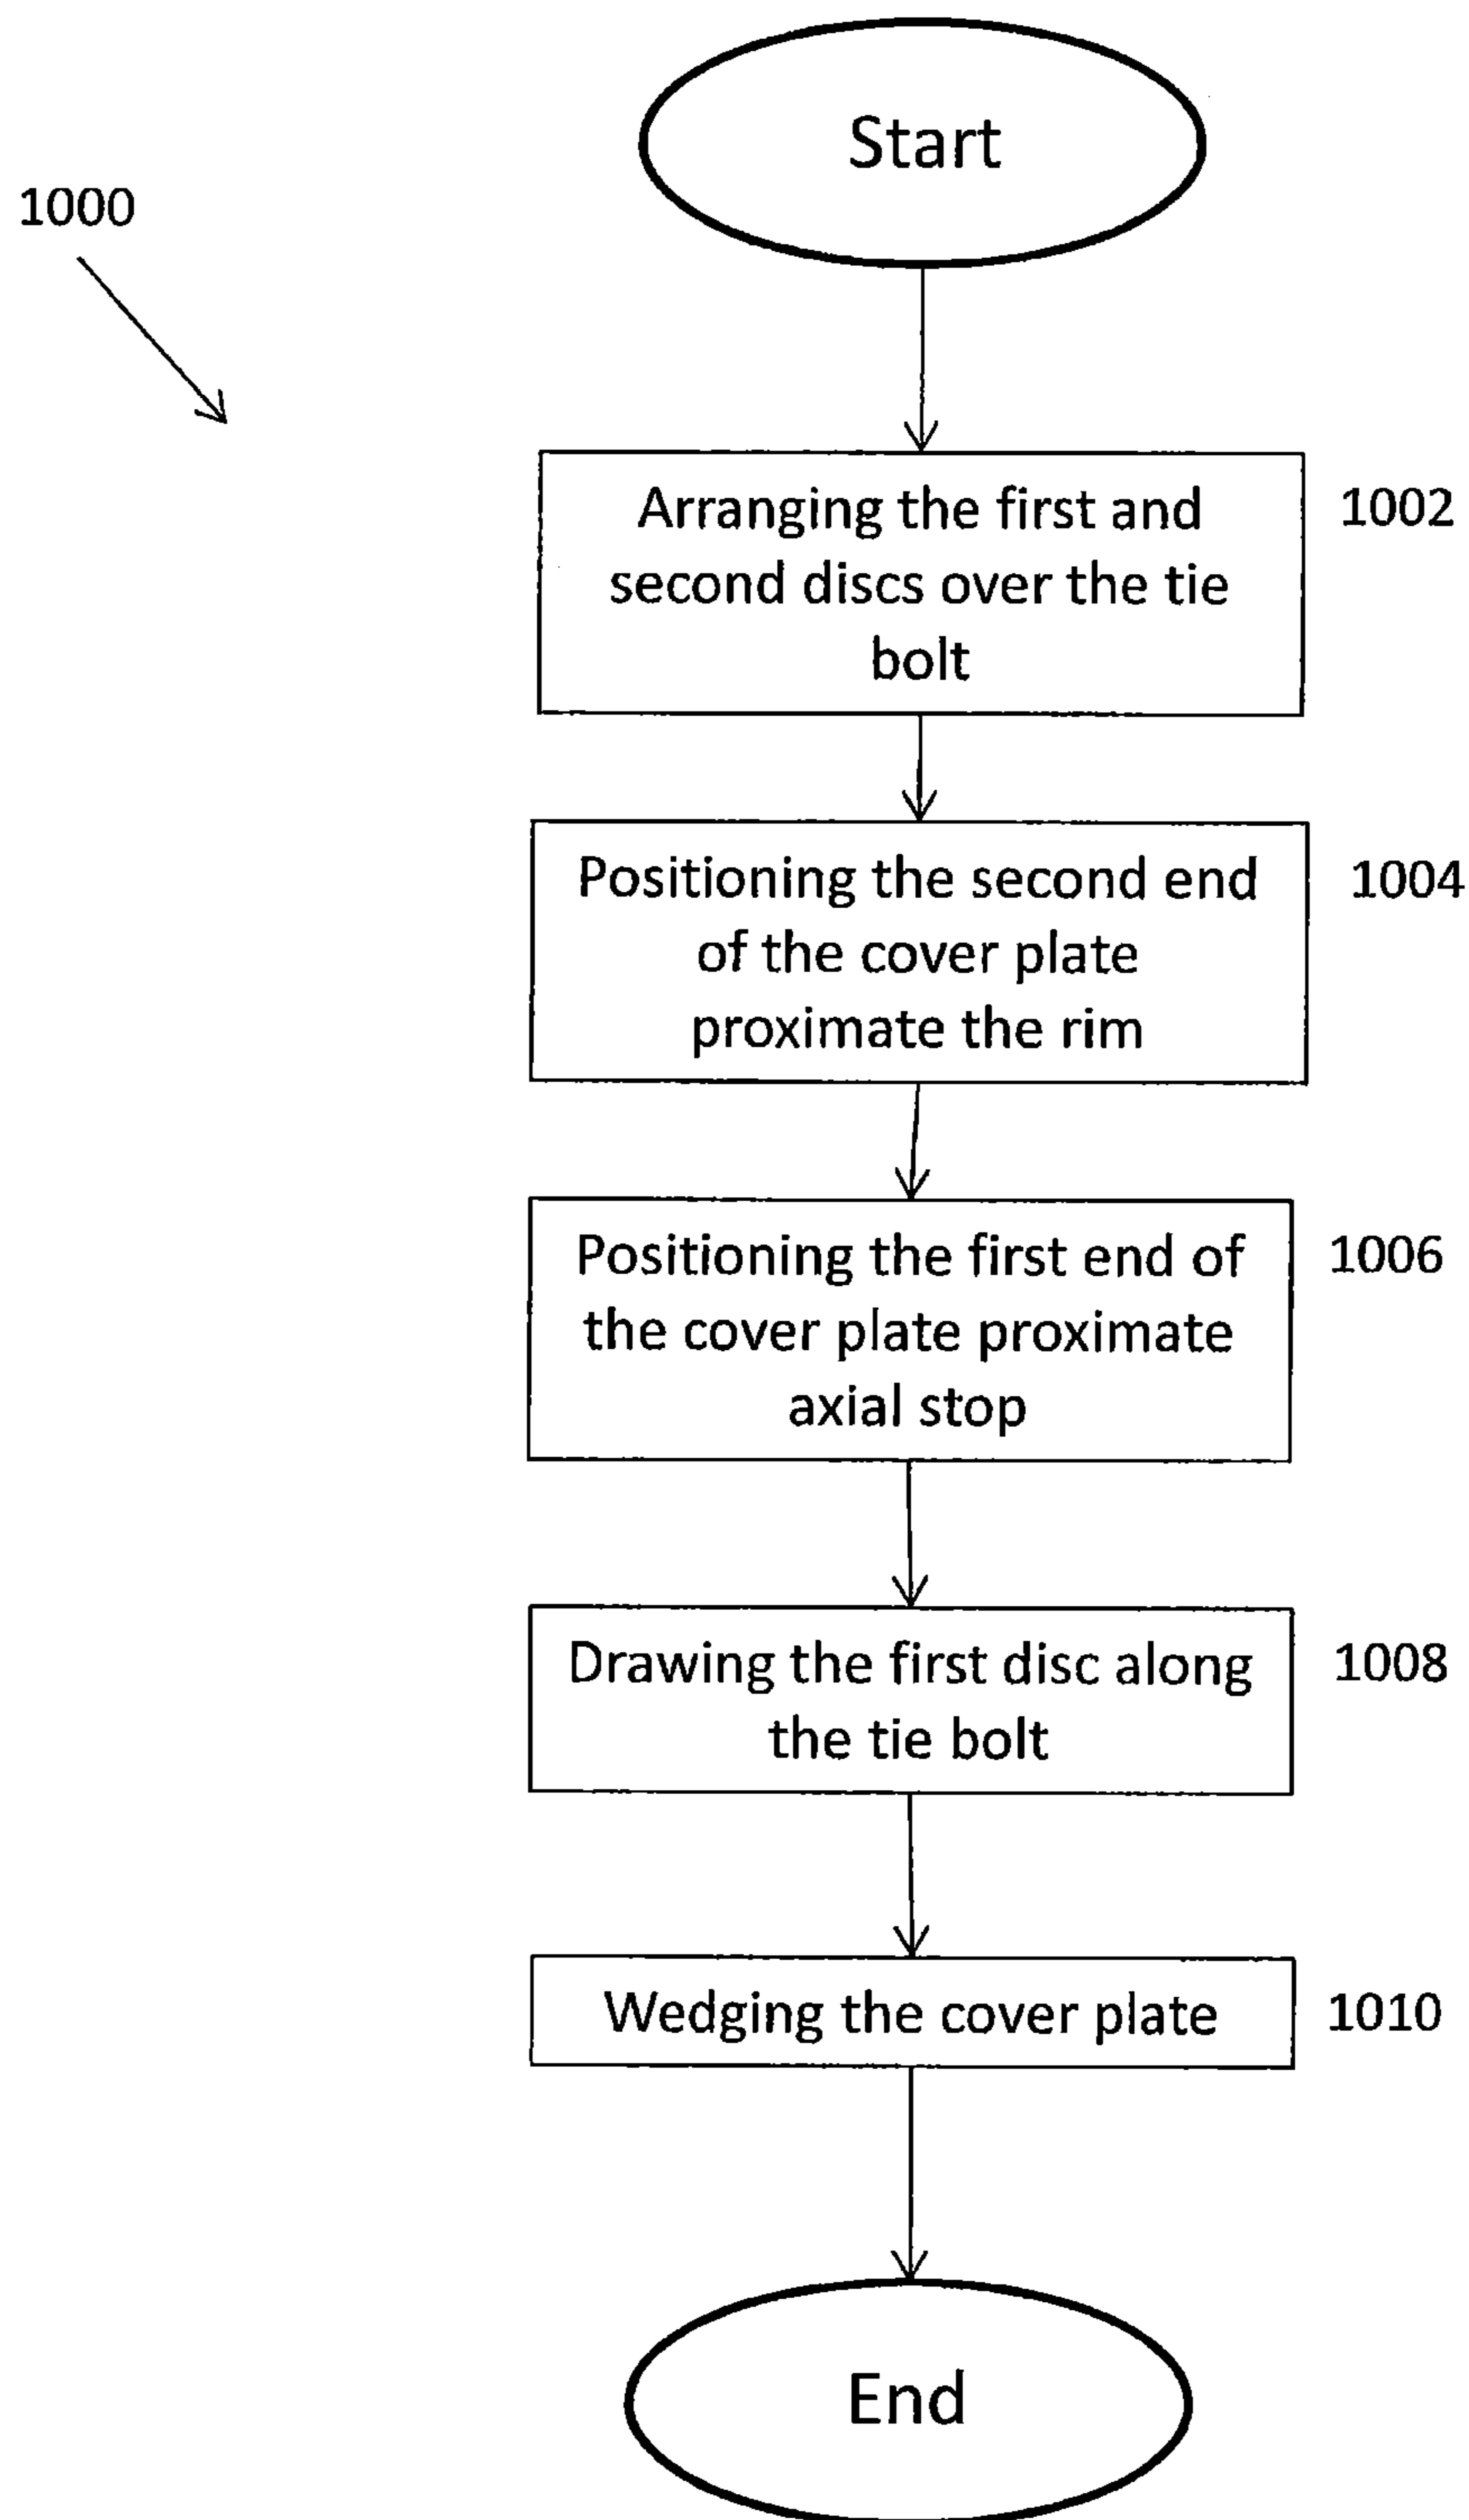 Start
1000
Arranging the first and
second discs over the tie
bolt
1002
Positioning the second end
of the cover plate
proximate the rim
1004
Positioning the first end of
the cover plate proximate
axial stop
1006
Drawing the first disc along
the tie bolt
1008
Wedging the cover plate
1010
End